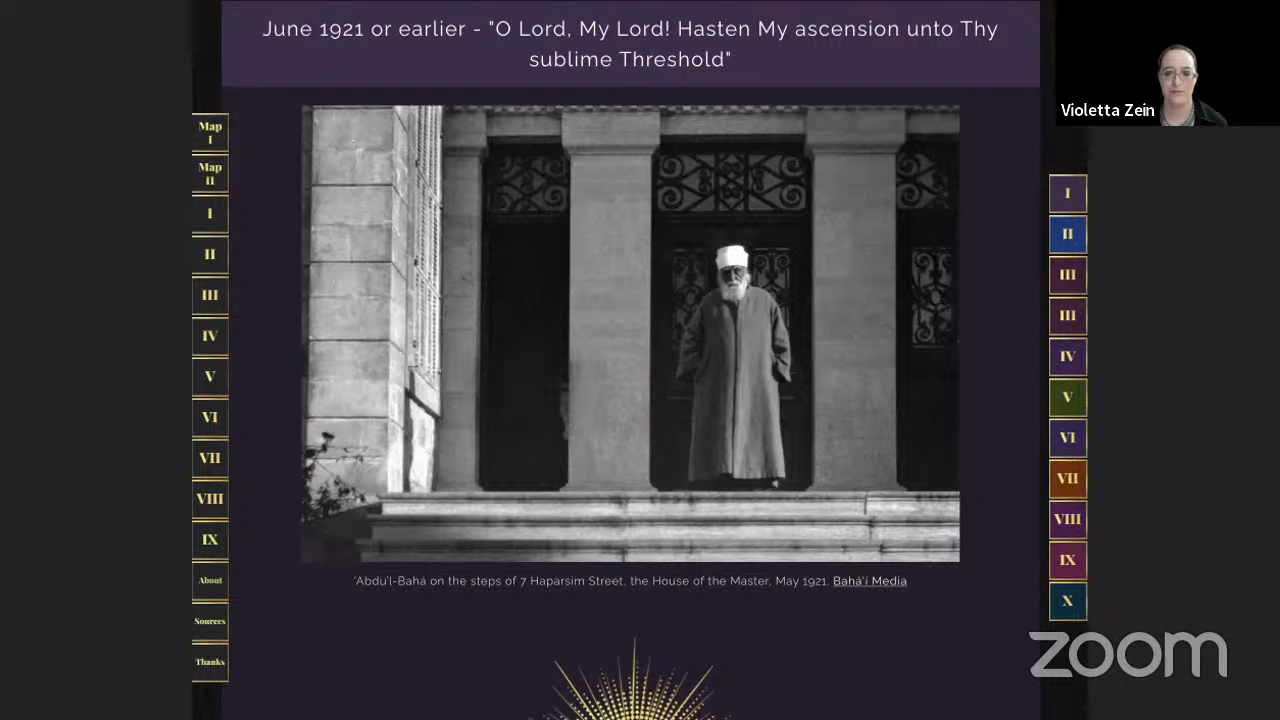 June 1921 or earlier - "O Lord, My Lord! Hasten My ascension unto Thy
sublime Threshold"
Violetta Zein
Map
I
Map
II
I
II
III
IV
V
VI
VII
VIII
IX
About
Sources
Thanks
I
II
III
III
IV
V
VI
VII
VIII
IX
X
'Abdu'l-Bahá on the steps of 7 Haparsim Street, the House of the Master, May 1921. Bahá'í Media
zoom